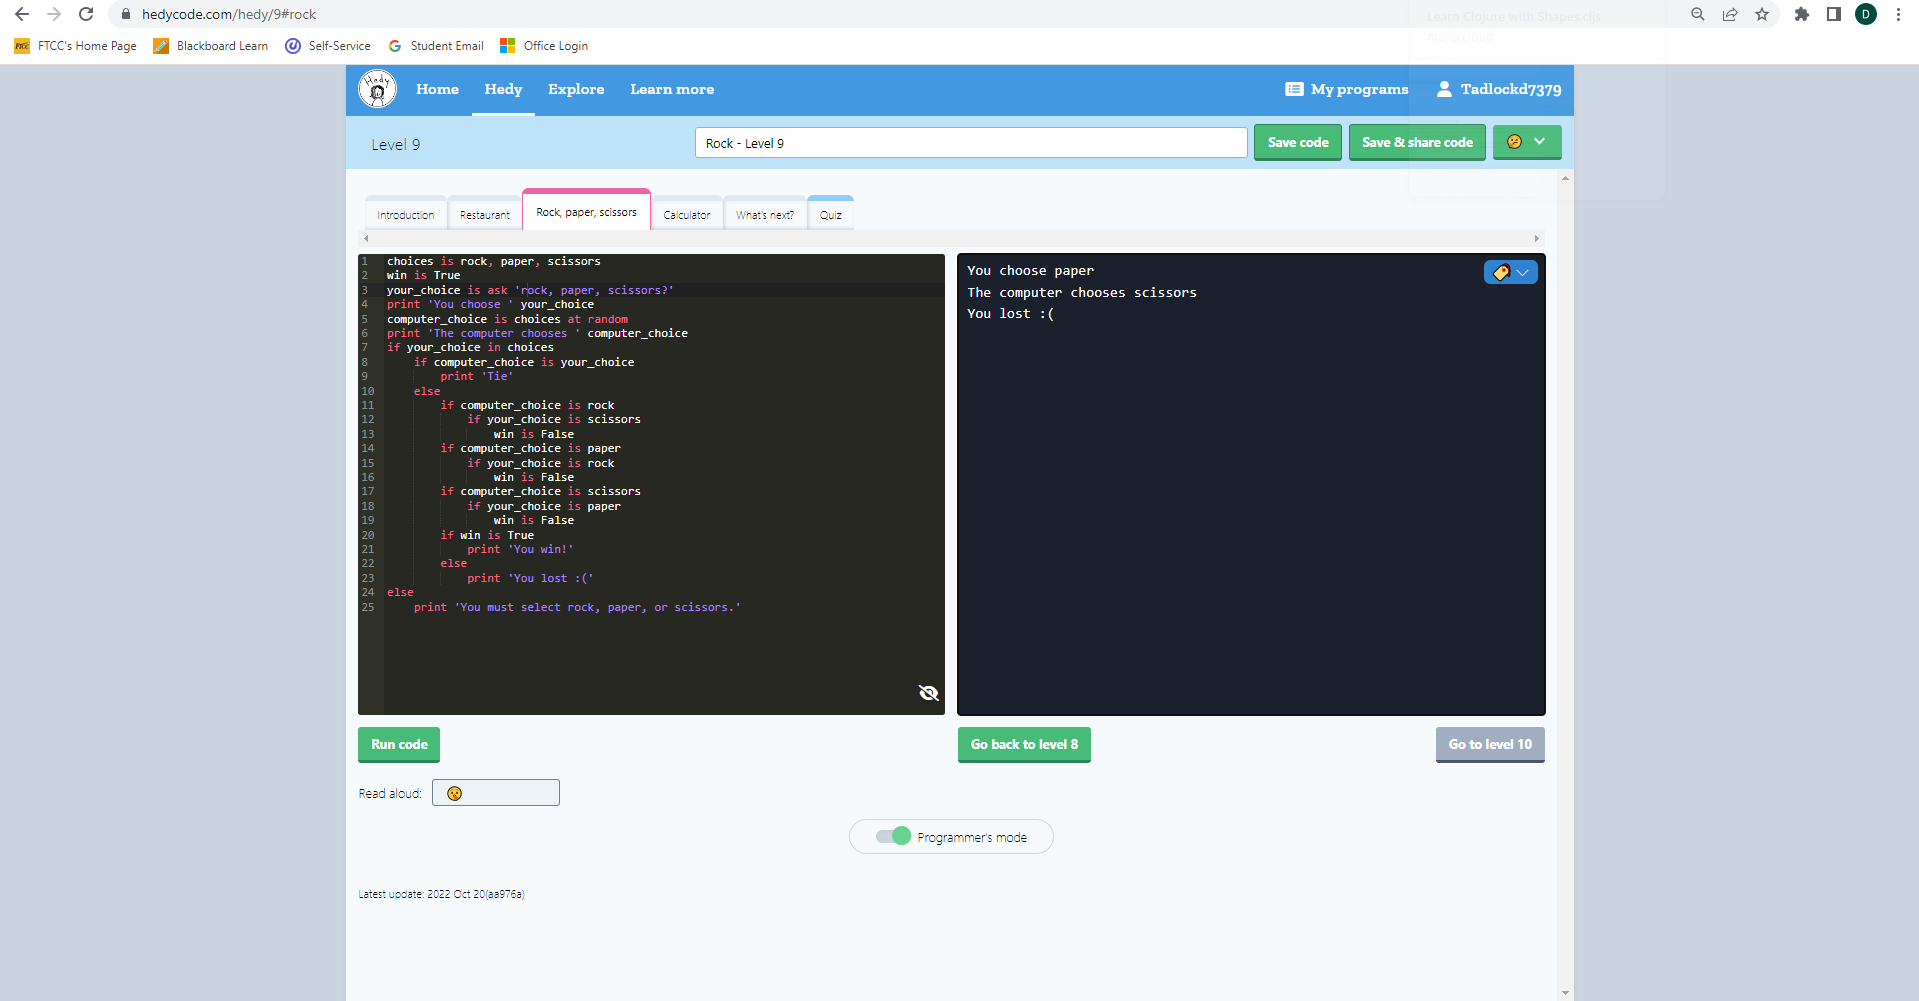 hedycode.com/hedy/9#rock
Learn Clojure with Shapes.cljs
maria.cloud
D
FTCC FTCC's Home Page Blackboard Learn Self-Service G Student Email Office Login
Hedy Home Hedy Explore Learn more My programs Tadlockd7379
Level 9 Rock - Level 9 Save code Save & share code
Introduction Restaurant Rock, paper, scissors Calculator What's next? Quiz
1 choices is rock, paper, scissors
2 win is True
3 your_choice is ask 'rock, paper, scissors?'
4 print 'You choose ' your_choice
5 computer_choice is choices at random
6 print 'The computer chooses ' computer_choice
7 if your_choice in choices
8     if computer_choice is your_choice
9         print 'Tie'
10     else
11         if computer_choice is rock
12             if your_choice is scissors
13                 win is False
14         if computer_choice is paper
15             if your_choice is rock
16                 win is False
17         if computer_choice is scissors
18             if your_choice is paper
19                 win is False
20         if win is True
21             print 'You win!'
22         else
23             print 'You lost :('
24 else
25     print 'You must select rock, paper, or scissors.'
You choose paper
The computer chooses scissors
You lost :(
Run code Go back to level 8 Go to level 10
Read aloud:
Programmer's mode
Latest update: 2022 Oct 20(aa976a)